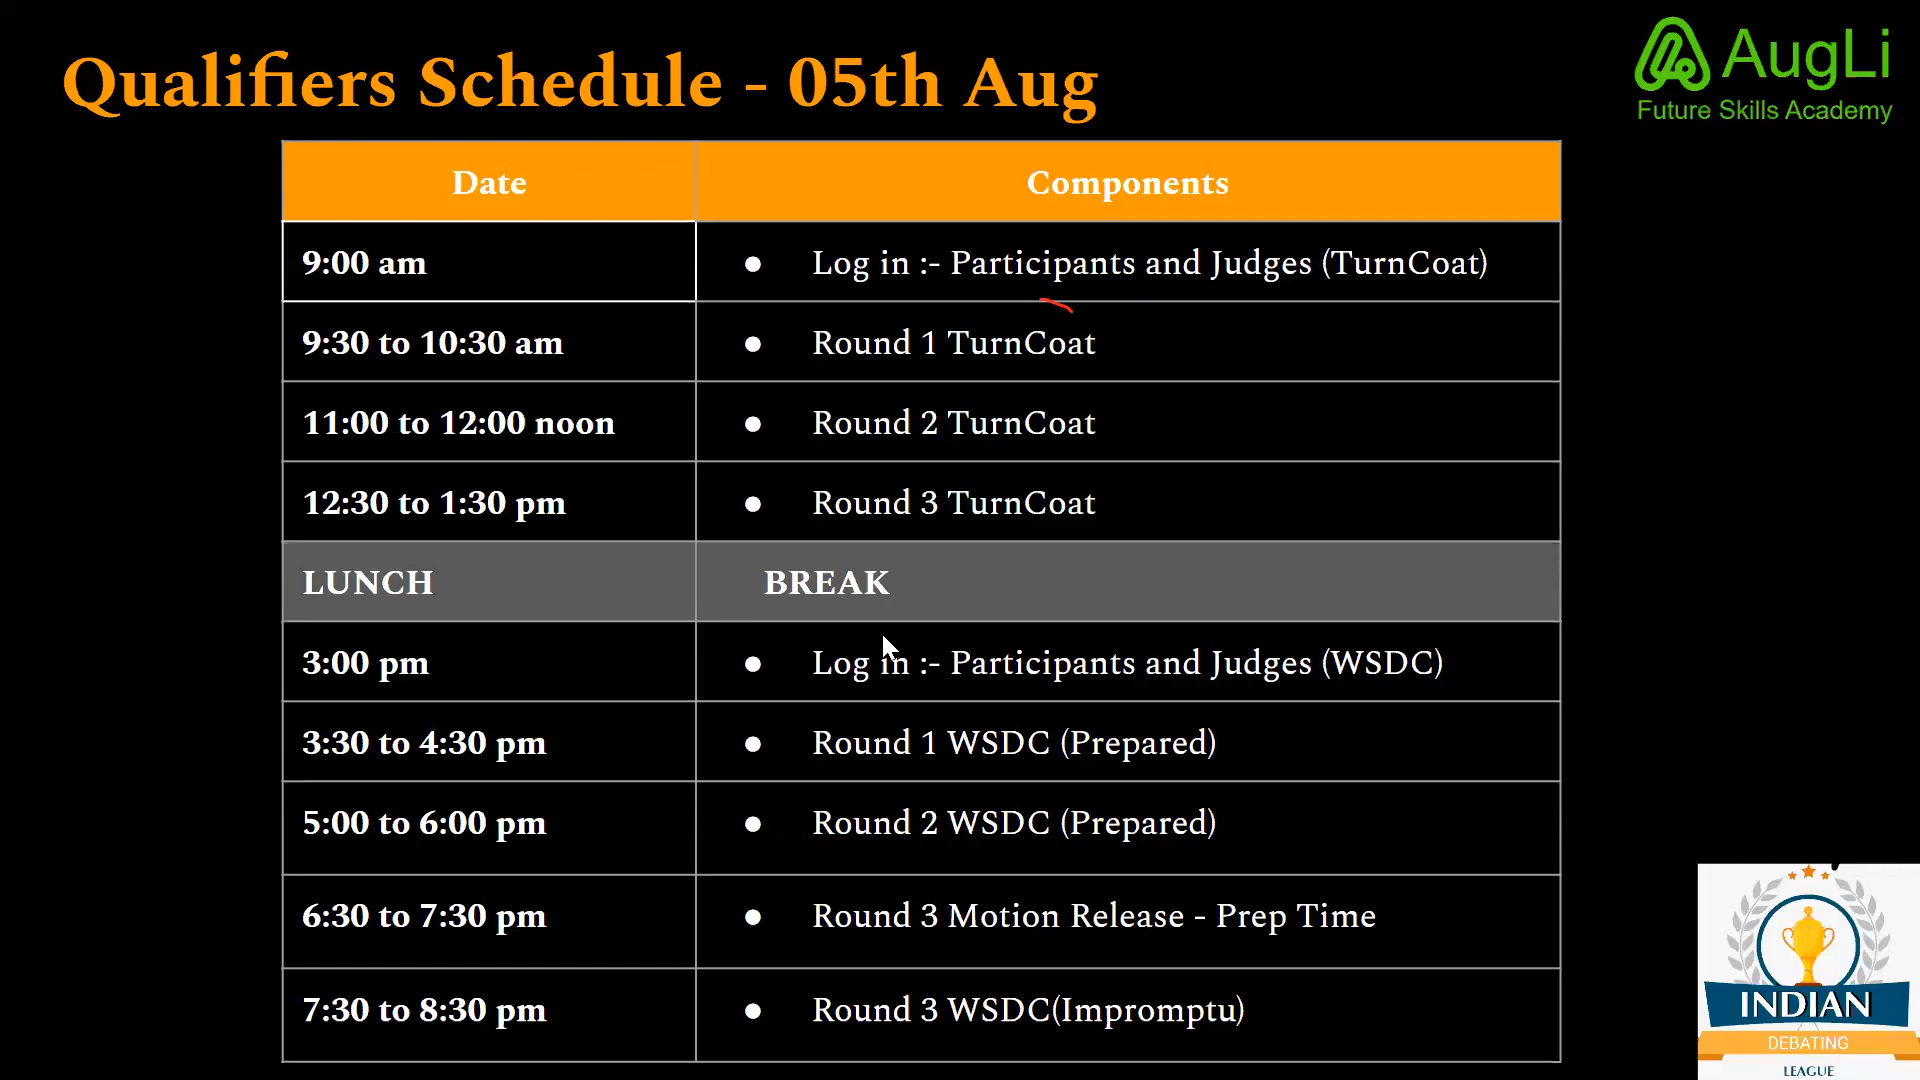 Qualifiers Schedule - 05th Aug
AugLi
Future Skills Academy
Date Components
9:00 am ● Log in :- Participants and Judges (TurnCoat)
9:30 to 10:30 am ● Round 1 TurnCoat
11:00 to 12:00 noon ● Round 2 TurnCoat
12:30 to 1:30 pm ● Round 3 TurnCoat
LUNCH BREAK
3:00 pm ● Log in :- Participants and Judges (WSDC)
3:30 to 4:30 pm ● Round 1 WSDC (Prepared)
5:00 to 6:00 pm ● Round 2 WSDC (Prepared)
6:30 to 7:30 pm ● Round 3 Motion Release - Prep Time
7:30 to 8:30 pm ● Round 3 WSDC(Impromptu)
INDIAN
DEBATING
LEAGUE